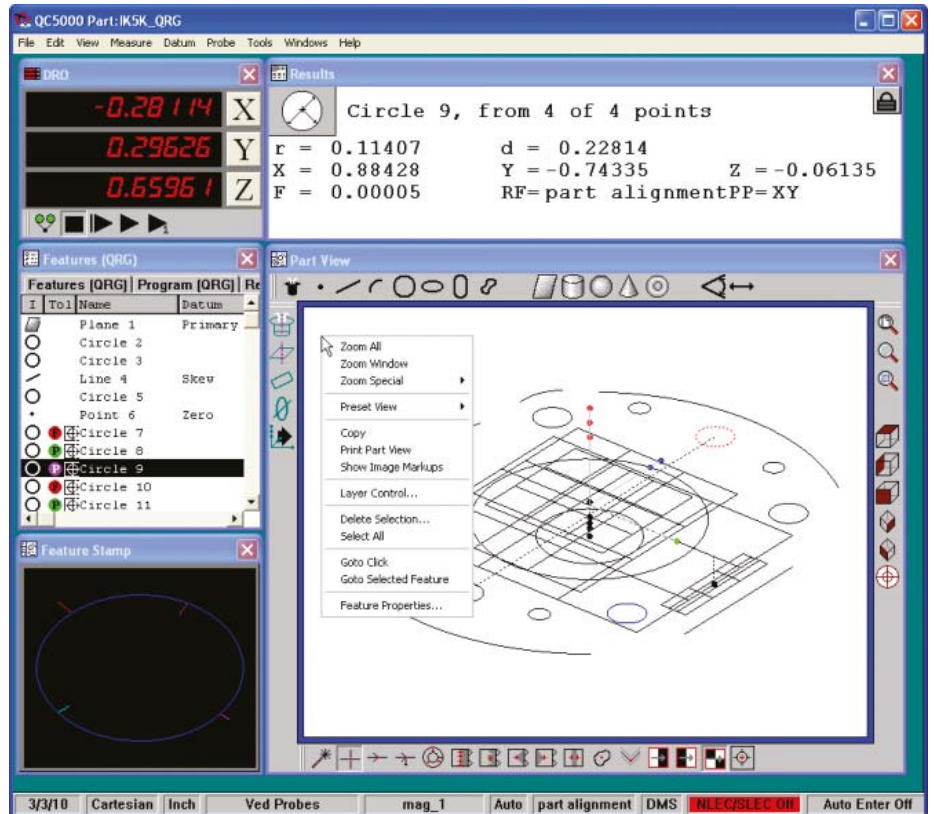 QC5000 Part:IK5K_QRG
File Edit View Measure Datum Probe Tools Windows Help
DRO
-0.28114 X
0.29626 Y
0.65961 Z
1
Results
Circle 9, from 4 of 4 points
r = 0.11407 d = 0.22814
X = 0.88428 Y =-0.74335 Z =-0.06135
F = 0.00005 RF= part alignmentPP= XY
Features (QRG)
Features (QRG) Program (QRG) Re
I Tol Name Datum
Plane 1 Primary
Circle 2
Circle 3
Line 4 Skew
Circle 5
Point 6 Zero
P Circle 7
P Circle 8
P Circle 9
P Circle 10
P Circle 11
Feature Stamp
Part View
Zoom All
Zoom Window
Zoom Special
Preset View
Copy
Print Part View
Show Image Markups
Layer Control...
Delete Selection...
Select All
Goto Click
Goto Selected Feature
Feature Properties...
3/3/10 Cartesian Inch Ved Probes mag_1 Auto part alignment DMS NLEC/SLEC Off Auto Enter Off